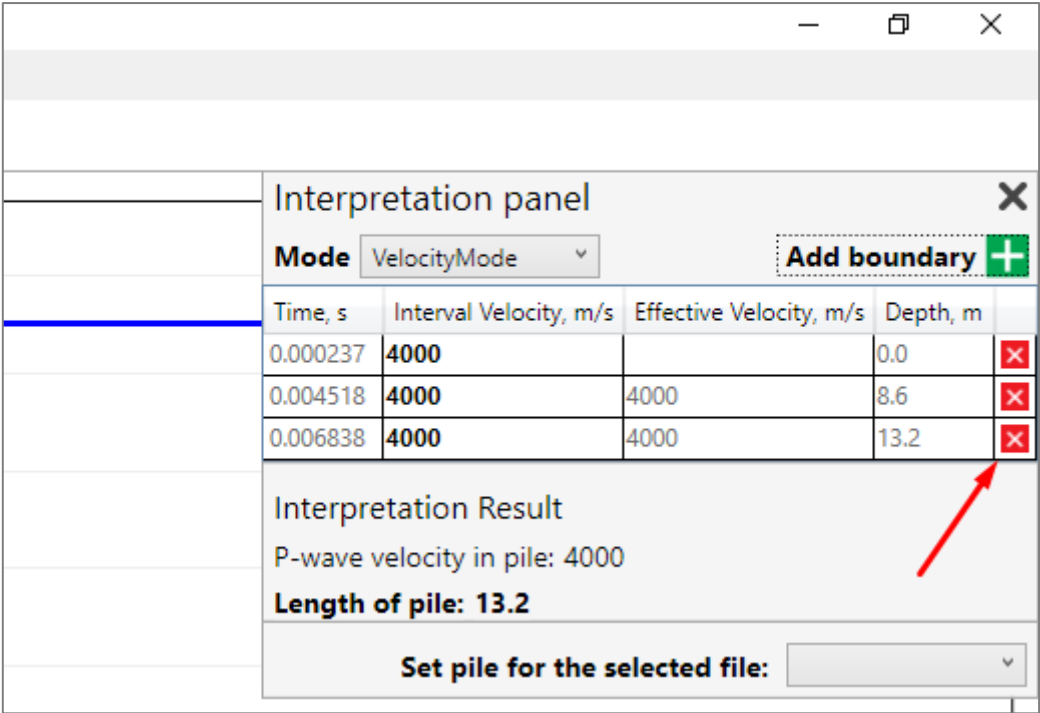 Interpretation panel
Mode VelocityMode Add boundary
Time, s Interval Velocity, m/s Effective Velocity, m/s Depth, m
0.000237 4000 0.0
0.004518 4000 4000 8.6
0.006838 4000 4000 13.2
Interpretation Result
P-wave velocity in pile: 4000
Length of pile: 13.2
Set pile for the selected file: